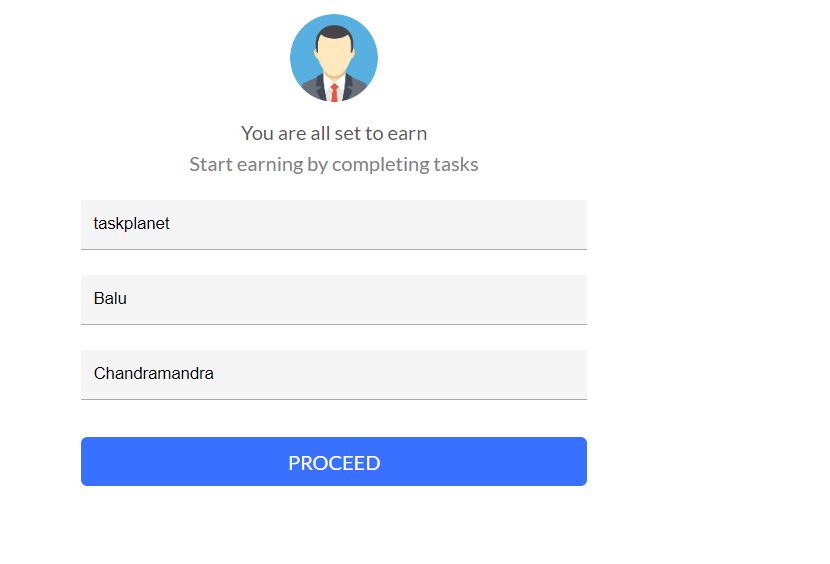 You are all set to earn
Start earning by completing tasks
taskplanet
Balu
Chandramandra
PROCEED